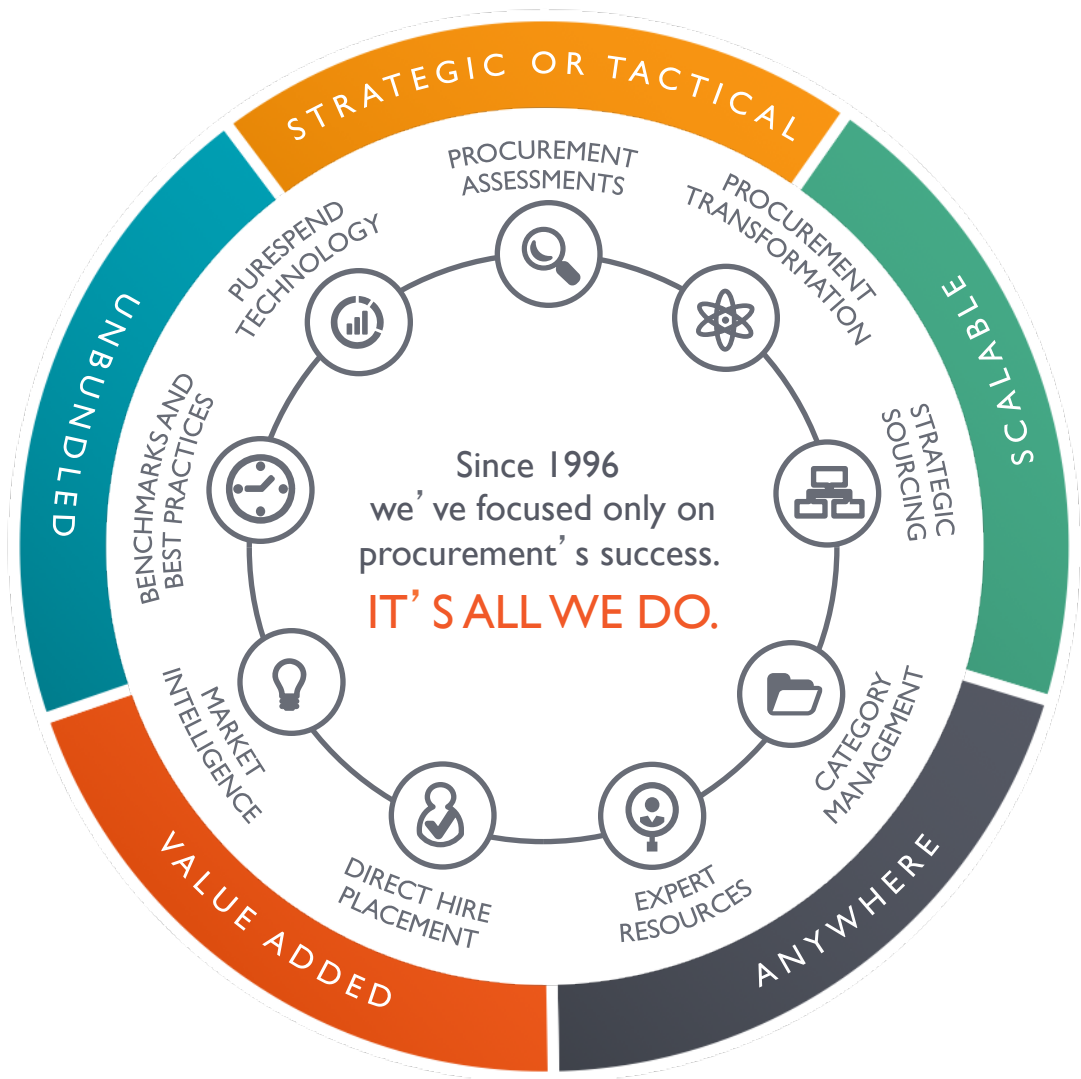 STRATEGIC OR TACTICAL
SCALABLE
ANYWHERE
VALUE ADDED
UNBUNDLED
PROCUREMENT
ASSESSMENTS
PROCUREMENT
TRANSFORMATION
STRATEGIC
SOURCING
CATEGORY
MANAGEMENT
EXPERT
RESOURCES
DIRECT HIRE
PLACEMENT
MARKET
INTELLIGENCE
BENCHMARKS AND
BEST PRACTICES
PURESPEND
TECHNOLOGY
Since 1996
we’ve focused only on
procurement’s success.
IT’S ALL WE DO.